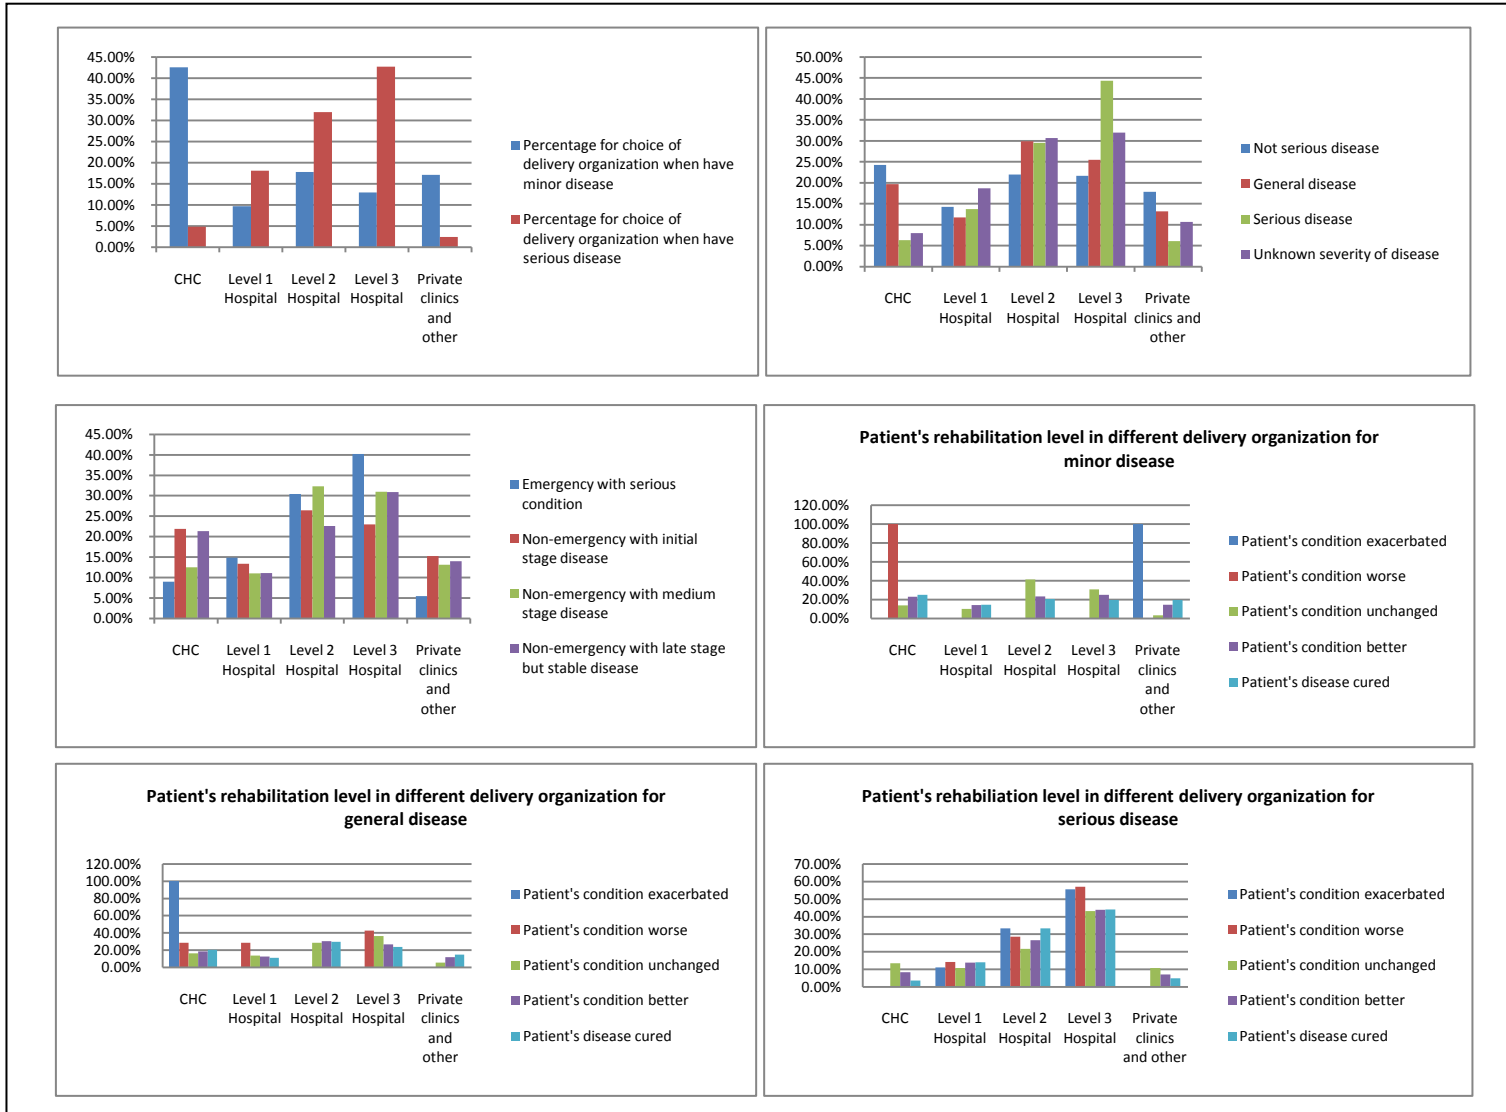 45.00%
40.00%
35.00%
30.00%
25.00%
20.00%
15.00%
10.00%
5.00%
0.00%
CHC
Level 1
Hospital
Level 2
Hospital
Level 3
Hospital
Private
clinics
and
other
Percentage for choice of
delivery organization when have
minor disease
Percentage for choice of
delivery organization when have
serious disease
50.00%
45.00%
40.00%
35.00%
30.00%
25.00%
20.00%
15.00%
10.00%
5.00%
0.00%
CHC
Level 1
Hospital
Level 2
Hospital
Level 3
Hospital
Private
clinics and
other
Not serious disease
General disease
Serious disease
Unknown severity of disease
45.00%
40.00%
35.00%
30.00%
25.00%
20.00%
15.00%
10.00%
5.00%
0.00%
CHC
Level 1
Hospital
Level 2
Hospital
Level 3
Hospital
Private
clinics
and
other
Emergency with serious
condition
Non-emergency with initial
stage disease
Non-emergency with medium
stage disease
Non-emergency with late stage
but stable disease
Patient's rehabilitation level in different delivery organization for
minor disease
120.00%
100.00%
80.00%
60.00%
40.00%
20.00%
0.00%
CHC
Level 1
Hospital
Level 2
Hospital
Level 3
Hospital
Private
clinics
and
other
Patient's condition exacerbated
Patient's condition worse
Patient's condition unchanged
Patient's condition better
Patient's disease cured
Patient's rehabilitation level in different delivery organization for
general disease
120.00%
100.00%
80.00%
60.00%
40.00%
20.00%
0.00%
CHC
Level 1
Hospital
Level 2
Hospital
Level 3
Hospital
Private
clinics
and
other
Patient's condition exacerbated
Patient's condition worse
Patient's condition unchanged
Patient's condition better
Patient's disease cured
Patient's rehabiliation level in different delivery organization for
serious disease
70.00%
60.00%
50.00%
40.00%
30.00%
20.00%
10.00%
0.00%
CHC
Level 1
Hospital
Level 2
Hospital
Level 3
Hospital
Private
clinics
and other
Patient's condition exacerbated
Patient's condition worse
Patient's condition unchanged
Patient's condition better
Patient's disease cured